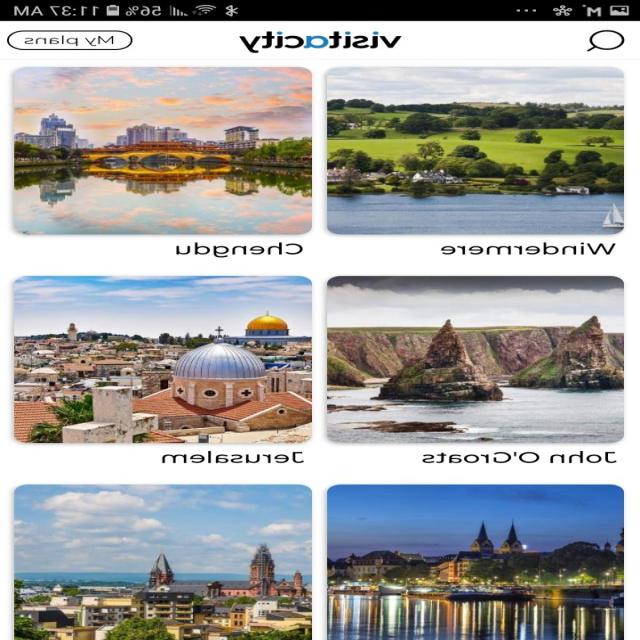 56% 11:37 AM
visitacity
My plans
Windermere
Chengdu
John O'Groats
Jerusalem